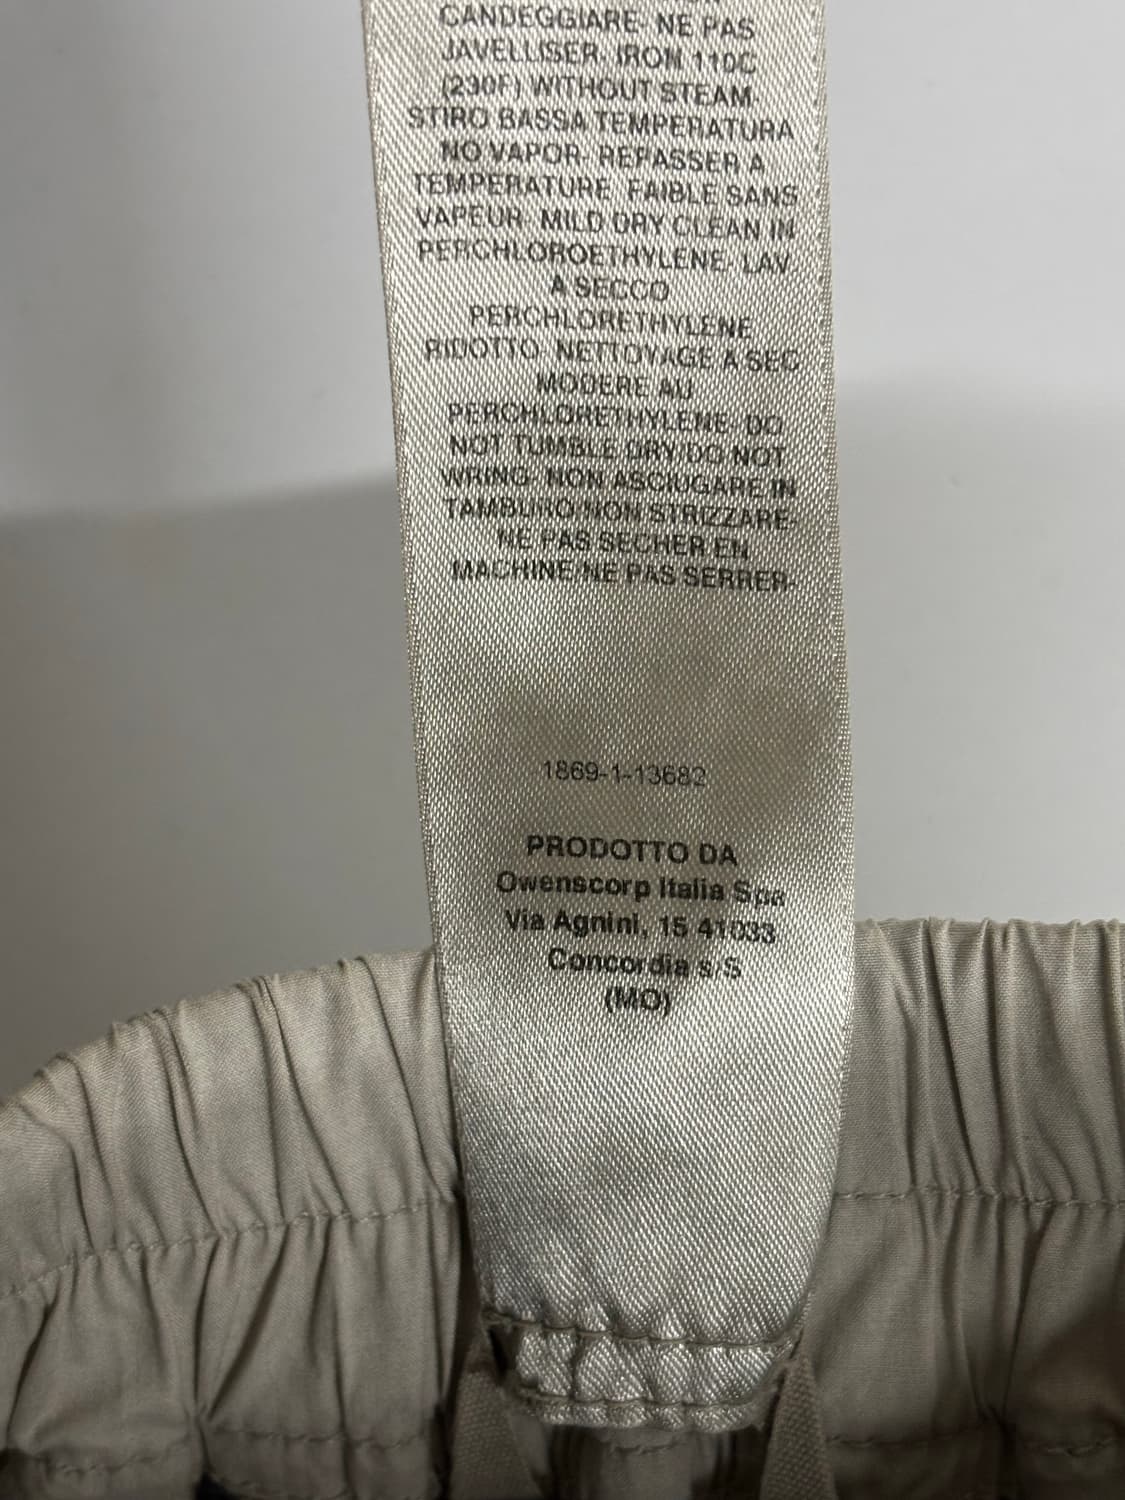 CANDEGGIARE- NE PAS
JAVELLISER- IRON 110C
(230F) WITHOUT STEAM-
STIRO BASSA TEMPERATURA
NO VAPOR- REPASSER A
TEMPERATURE FAIBLE SANS
VAPEUR- MILD DRY CLEAN IN
PERCHLOROETHYLENE- LAV
A SECCO
PERCHLORETHYLENE
RIDOTTO- NETTOYAGE A SEC
MODERE AU
PERCHLORETHYLENE- DO
NOT TUMBLE DRY/DO NOT
WRING- NON ASCIUGARE IN
TAMBURO/NON STRIZZARE-
NE PAS SECHER EN
MACHINE/NE PAS SERRER-
1869-1-13682
PRODOTTO DA
Owenscorp Italia Spa
Via Agnini, 15 41033
Concordia s/S
(MO)